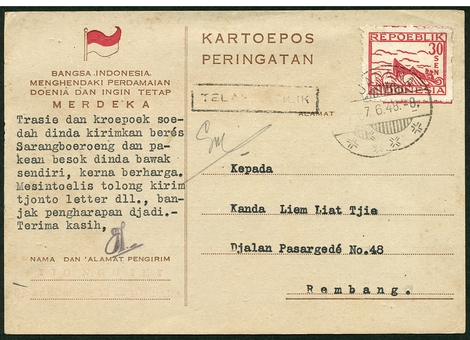 KARTOEPOS
PERINGATAN
REPOEBLIK
30
SEN
INDONESIA
BANGSA INDONESIA
MENGHENDAKI PERDAMAIAN
DOENIA DAN INGIN TETAP
MERDEKA
ALAMAT
Trasie dan kroepoek soe-
dah dinda kirimkan berés
Sarangboeroeng dan pa-
kean besok dinda bawak
sendiri, kerna berharga.
Mesintoelis tolong kirim
tjonto letter dll., ban-
jak pengharapan djadi.-
Terima kasih,
NAMA DAN ALAMAT PENGIRIM
Kepada
Kanda Liem Liat Tjie
Djalan Pasargedé No.48
Rembang.